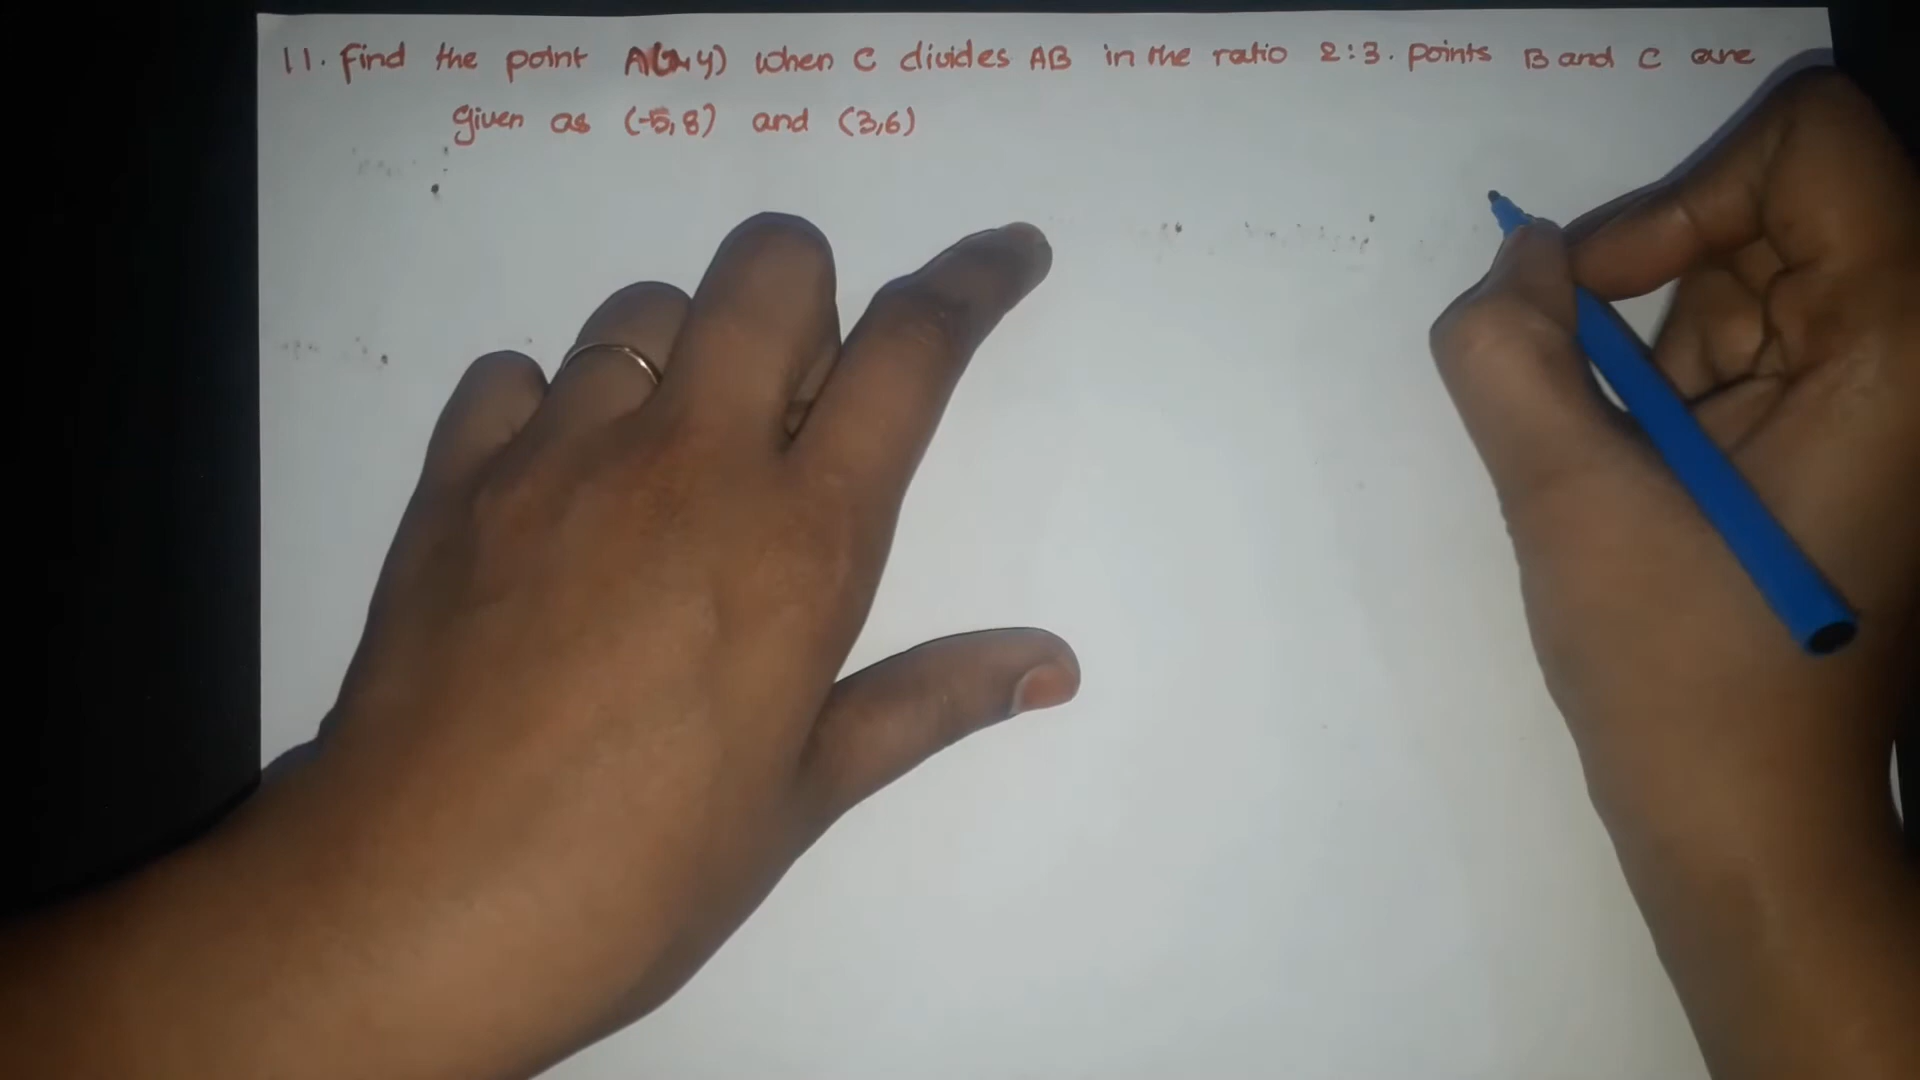 11. Find the point A(x,y) when C divides AB in the ratio 2:3. points B and C are
given as (-5,8) and (3,6)